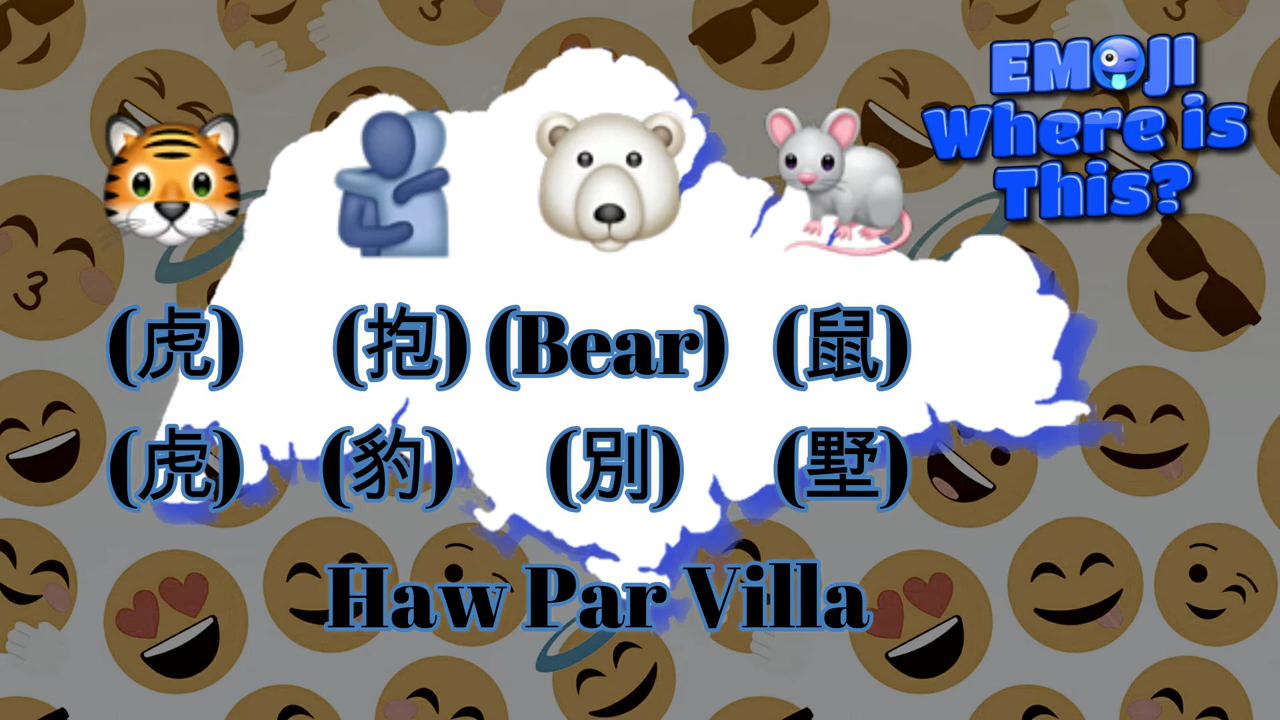 EMOJI
Where is
This?
(虎) (抱) (Bear) (鼠)
(虎) (豹) (別) (墅)
Haw Par Villa